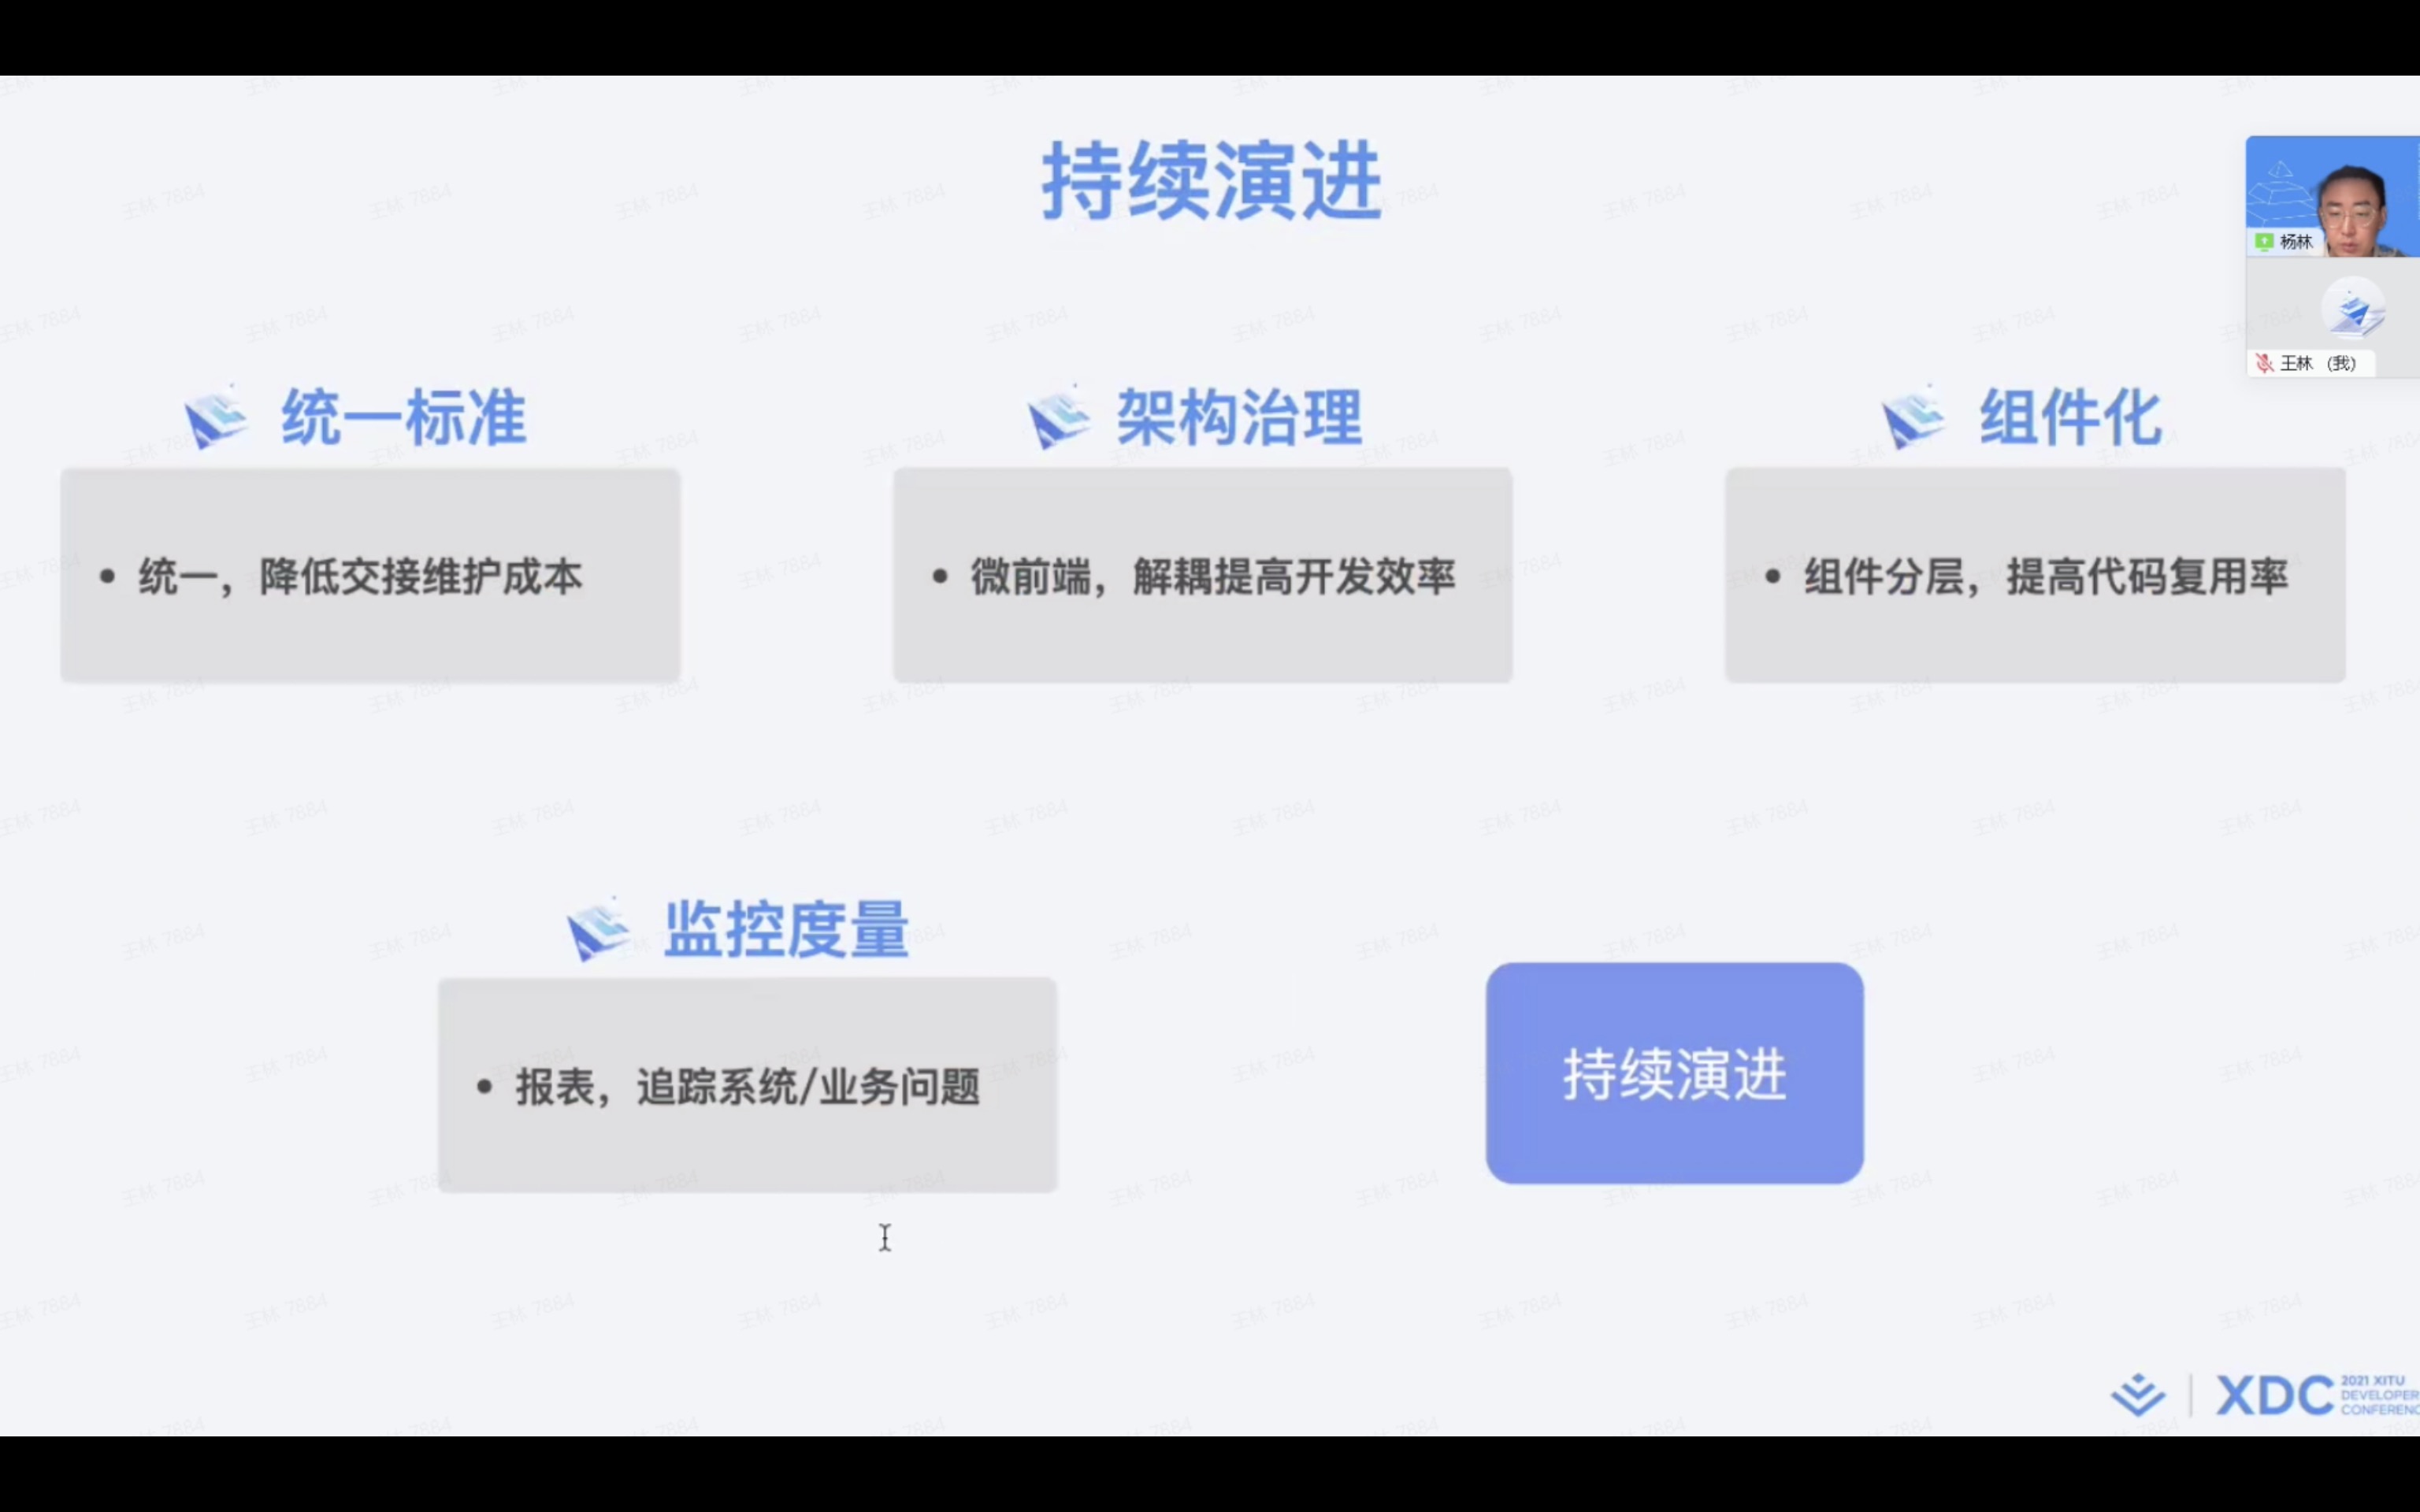 持续演进
杨林
王林 (我)
统一标准
架构治理
组件化
• 统一，降低交接维护成本
• 微前端，解耦提高开发效率
• 组件分层，提高代码复用率
监控度量
• 报表，追踪系统/业务问题
持续演进
XDC
2021 XITU
DEVELOPER
CONFERENC
王林 7884